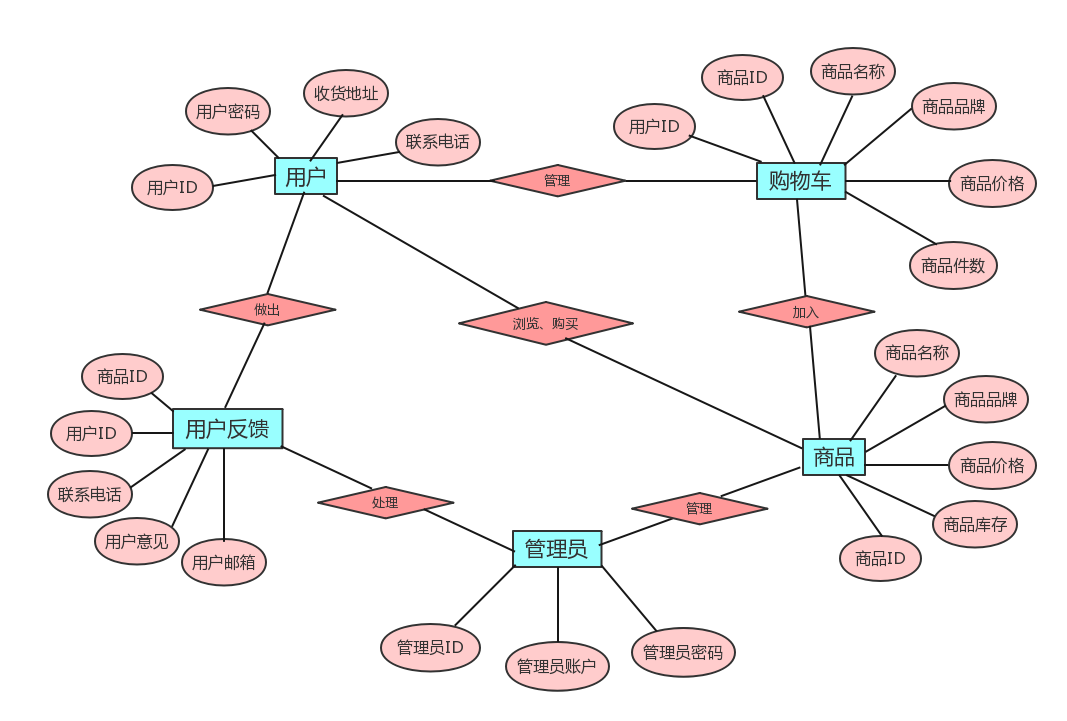 商品名称
商品ID
收货地址
商品品牌
用户密码
用户ID
联系电话
用户
管理
购物车
商品价格
用户ID
商品件数
做出
加入
浏览、购买
商品名称
商品ID
商品品牌
用户反馈
用户ID
商品
商品价格
联系电话
处理
管理
商品库存
用户意见
管理员
商品ID
用户邮箱
管理员ID
管理员密码
管理员账户